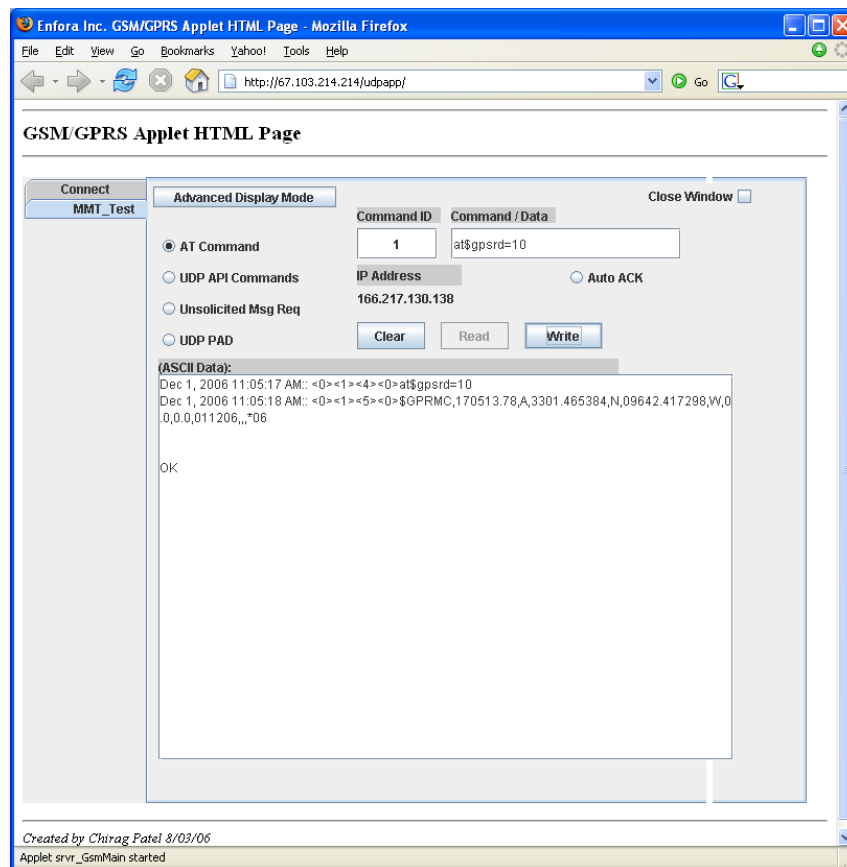 Enfora Inc. GSM/GPRS Applet HTML Page - Mozilla Firefox
File Edit View Go Bookmarks Yahoo! Tools Help
http://67.103.214.214/udpapp/ Go G
GSM/GPRS Applet HTML Page
Connect
MMT_Test
Advanced Display Mode Close Window
Command ID Command / Data
AT Command 1 at$gpsrd=10
UDP API Commands IP Address Auto ACK
166.217.130.138
Unsolicited Msg Req
UDP PAD Clear Read Write
(ASCII Data):
Dec 1, 2006 11:05:17 AM:: <0><1><4><0>at$gpsrd=10
Dec 1, 2006 11:05:18 AM:: <0><1><5><0>$GPRMC,170513.78,A,3301.465384,N,09642.417298,W,0
.0,0.0,011206,,,*06
OK
Created by Chirag Patel 8/03/06
Applet srvr_GsmMain started